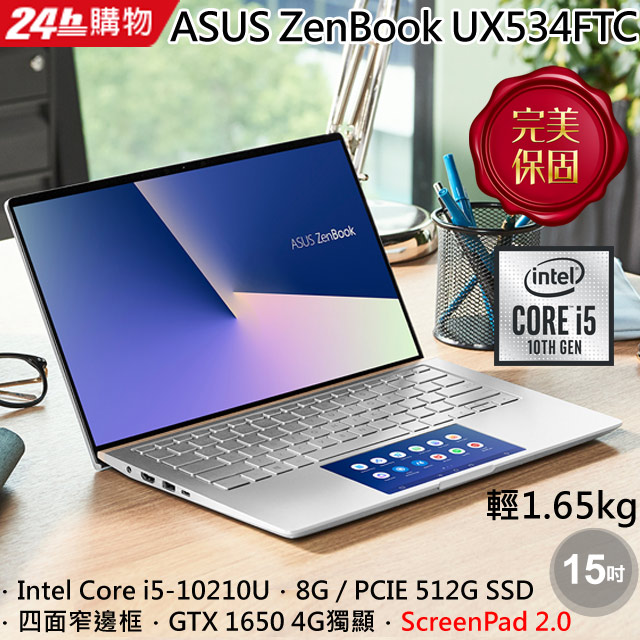 24h購物
ASUS ZenBook UX534FTC
完美
保固
ASUS ZenBook
intel
CORE i5
10TH GEN
輕1.65kg
15吋
· Intel Core i5-10210U · 8G / PCIE 512G SSD
· 四面窄邊框 · GTX 1650 4G獨顯 · ScreenPad 2.0